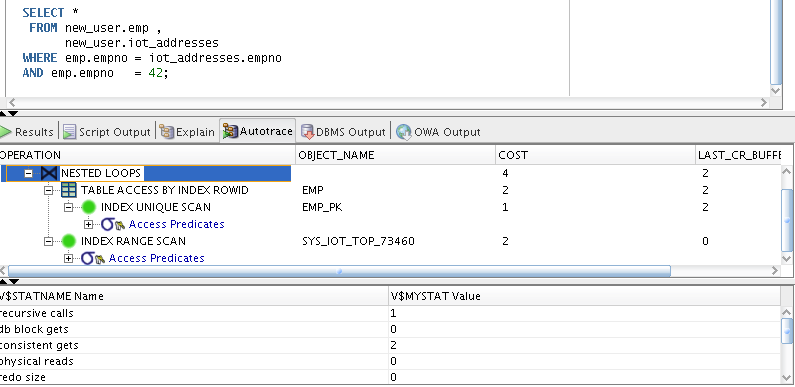 SELECT *
FROM new_user.emp ,
new_user.iot_addresses
WHERE emp.empno = iot_addresses.empno
AND emp.empno = 42;
Results Script Output Explain Autotrace DBMS Output OWA Output
OPERATION OBJECT_NAME COST LAST_CR_BUFFE
NESTED LOOPS 4 2
TABLE ACCESS BY INDEX ROWID EMP 2 2
INDEX UNIQUE SCAN EMP_PK 1 2
Access Predicates
INDEX RANGE SCAN SYS_IOT_TOP_73460 2 0
Access Predicates
V$STATNAME Name V$MYSTAT Value
recursive calls 1
db block gets 0
consistent gets 2
physical reads 0
redo size 0